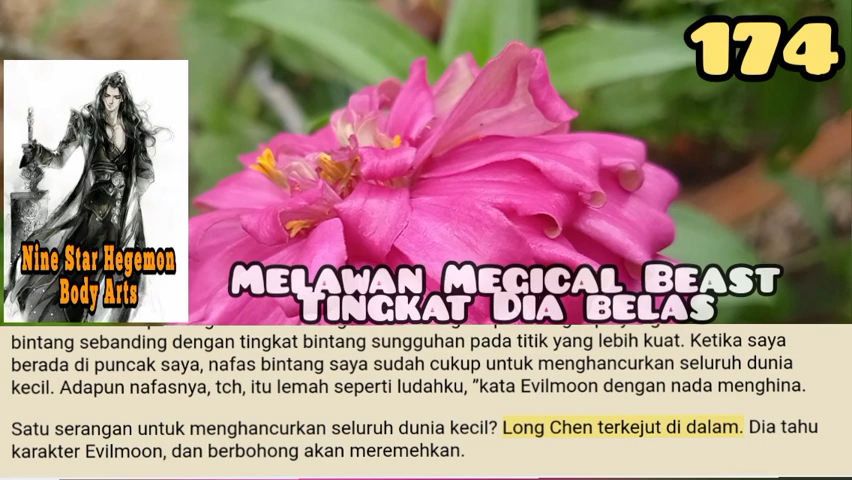 174
Nine Star Hegemon
Body Arts
Melawan Megical Beast
Tingkat Dia belas
bintang sebanding dengan tingkat bintang sungguhan pada titik yang lebih kuat. Ketika saya
berada di puncak saya, nafas bintang saya sudah cukup untuk menghancurkan seluruh dunia
kecil. Adapun nafasnya, tch, itu lemah seperti ludahku, ”kata Evilmoon dengan nada menghina.
Satu serangan untuk menghancurkan seluruh dunia kecil? Long Chen terkejut di dalam. Dia tahu
karakter Evilmoon, dan berbohong akan meremehkan.